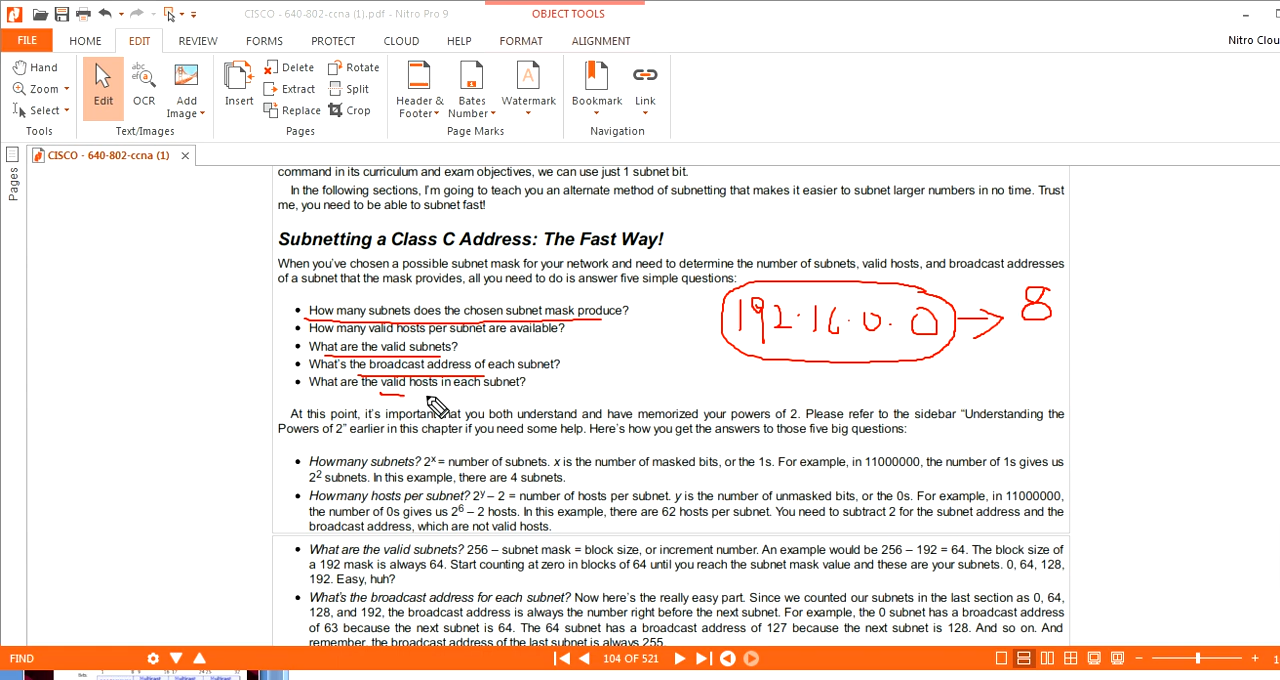 CISCO - 640-802-ccna (1).pdf - Nitro Pro 9
OBJECT TOOLS
FILE
HOME
EDIT
REVIEW
FORMS
PROTECT
CLOUD
HELP
FORMAT
ALIGNMENT
Nitro Clou
Hand
Zoom
Select
Tools
Edit
abc
OCR
Add
Image
Text/Images
Insert
Delete
Extract
Replace
Rotate
Split
Crop
Pages
Header &
Footer
Bates
Number
Watermark
Page Marks
Bookmark
Link
Navigation
CISCO - 640-802-ccna (1)
Pages
command in its curriculum and exam objectives, we can use just 1 subnet bit.
In the following sections, I'm going to teach you an alternate method of subnetting that makes it easier to subnet larger numbers in no time. Trust
me, you need to be able to subnet fast!
Subnetting a Class C Address: The Fast Way!
When you've chosen a possible subnet mask for your network and need to determine the number of subnets, valid hosts, and broadcast addresses
of a subnet that the mask provides, all you need to do is answer five simple questions:
• How many subnets does the chosen subnet mask produce?
• How many valid hosts per subnet are available?
• What are the valid subnets?
• What's the broadcast address of each subnet?
• What are the valid hosts in each subnet?
192.16.0.0 → 8
At this point, it's important that you both understand and have memorized your powers of 2. Please refer to the sidebar “Understanding the
Powers of 2” earlier in this chapter if you need some help. Here's how you get the answers to those five big questions:
• How many subnets? 2ˣ = number of subnets. x is the number of masked bits, or the 1s. For example, in 11000000, the number of 1s gives us
2² subnets. In this example, there are 4 subnets.
• How many hosts per subnet? 2ʸ – 2 = number of hosts per subnet. y is the number of unmasked bits, or the 0s. For example, in 11000000,
the number of 0s gives us 2⁶ – 2 hosts. In this example, there are 62 hosts per subnet. You need to subtract 2 for the subnet address and the
broadcast address, which are not valid hosts.
• What are the valid subnets? 256 – subnet mask = block size, or increment number. An example would be 256 – 192 = 64. The block size of
a 192 mask is always 64. Start counting at zero in blocks of 64 until you reach the subnet mask value and these are your subnets. 0, 64, 128,
192. Easy, huh?
• What's the broadcast address for each subnet? Now here's the really easy part. Since we counted our subnets in the last section as 0, 64,
128, and 192, the broadcast address is always the number right before the next subnet. For example, the 0 subnet has a broadcast address
of 63 because the next subnet is 64. The 64 subnet has a broadcast address of 127 because the next subnet is 128. And so on. And
remember, the broadcast address of the last subnet is always 255.
FIND
104 OF 521